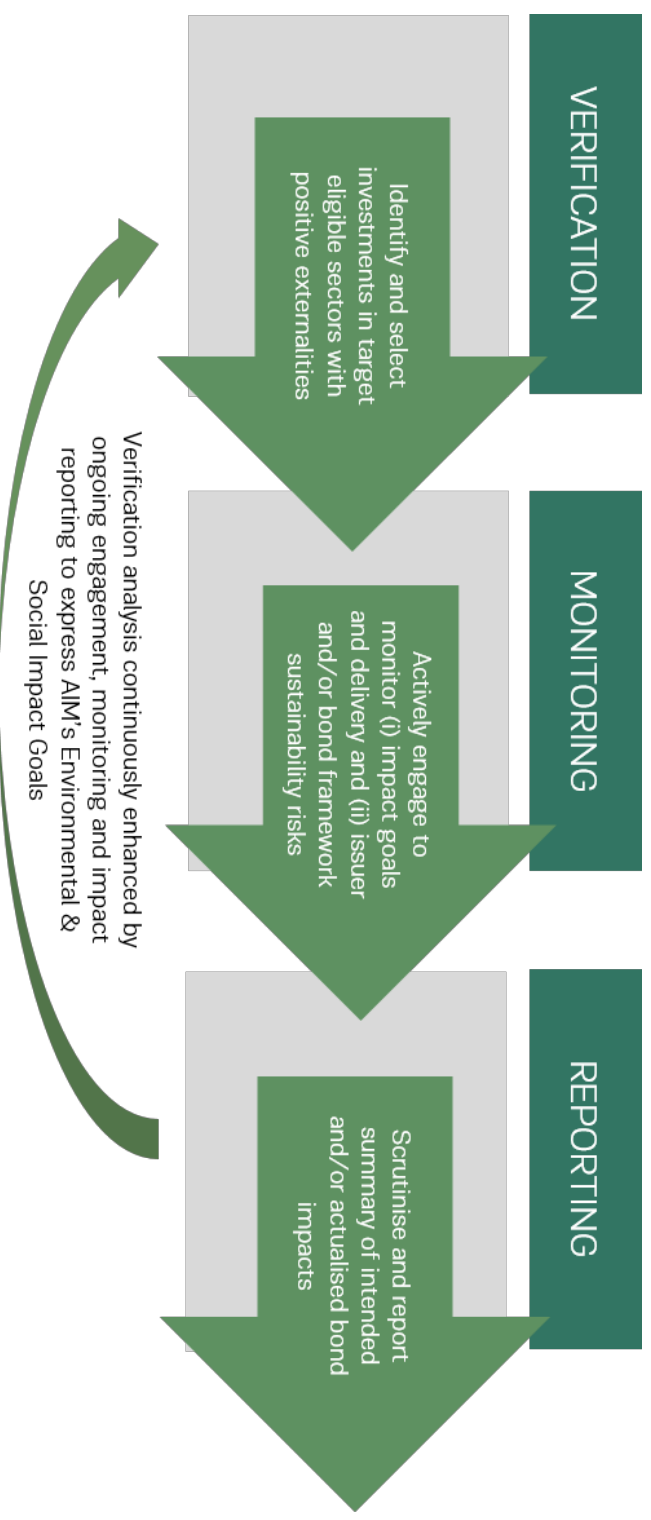 VERIFICATION
Identify and select
investments in target
eligible sectors with
positive externalities
MONITORING
Actively engage to
monitor (i) impact goals
and delivery and (ii) issuer
and/or bond framework
sustainability risks
REPORTING
Scrutinise and report
summary of intended
and/or actualised bond
impacts
Verification analysis continuously enhanced by
ongoing engagement, monitoring and impact
reporting to express AIM's Environmental &
Social Impact Goals